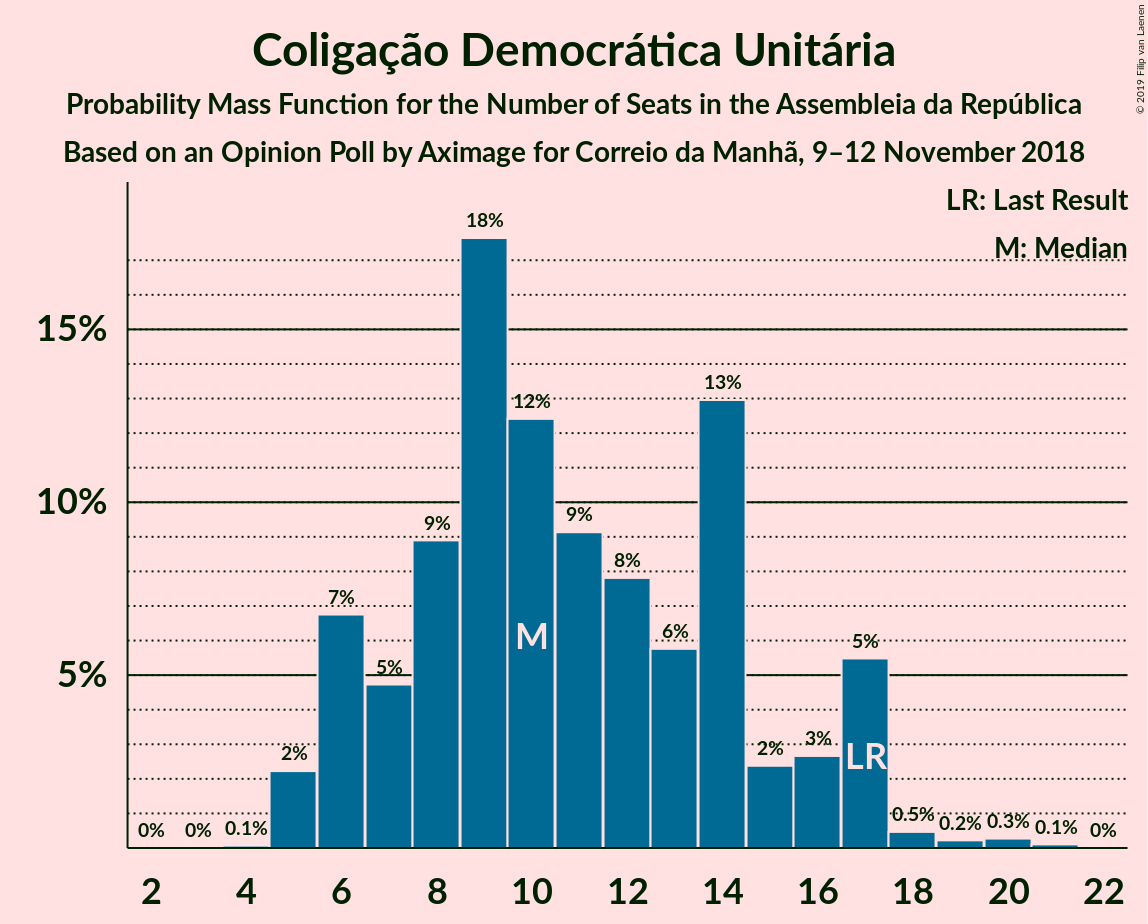 Coligação Democrática Unitária
Probability Mass Function for the Number of Seats in the Assembleia da República
Based on an Opinion Poll by Aximage for Correio da Manhã, 9–12 November 2018
© 2019 Filip van Laenen
LR: Last Result
M: Median
15%
10%
5%
0%
0%
0.1%
2%
7%
5%
9%
18%
12%
9%
8%
6%
13%
2%
3%
5%
0.5%
0.2%
0.3%
0.1%
0%
M
LR
2 4 6 8 10 12 14 16 18 20 22